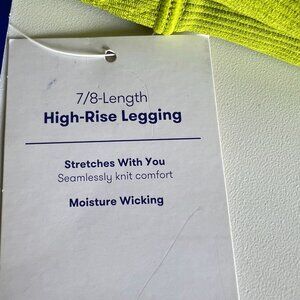 7/8-Length
High-Rise Legging
Stretches With You
Seamlessly knit comfort
Moisture Wicking